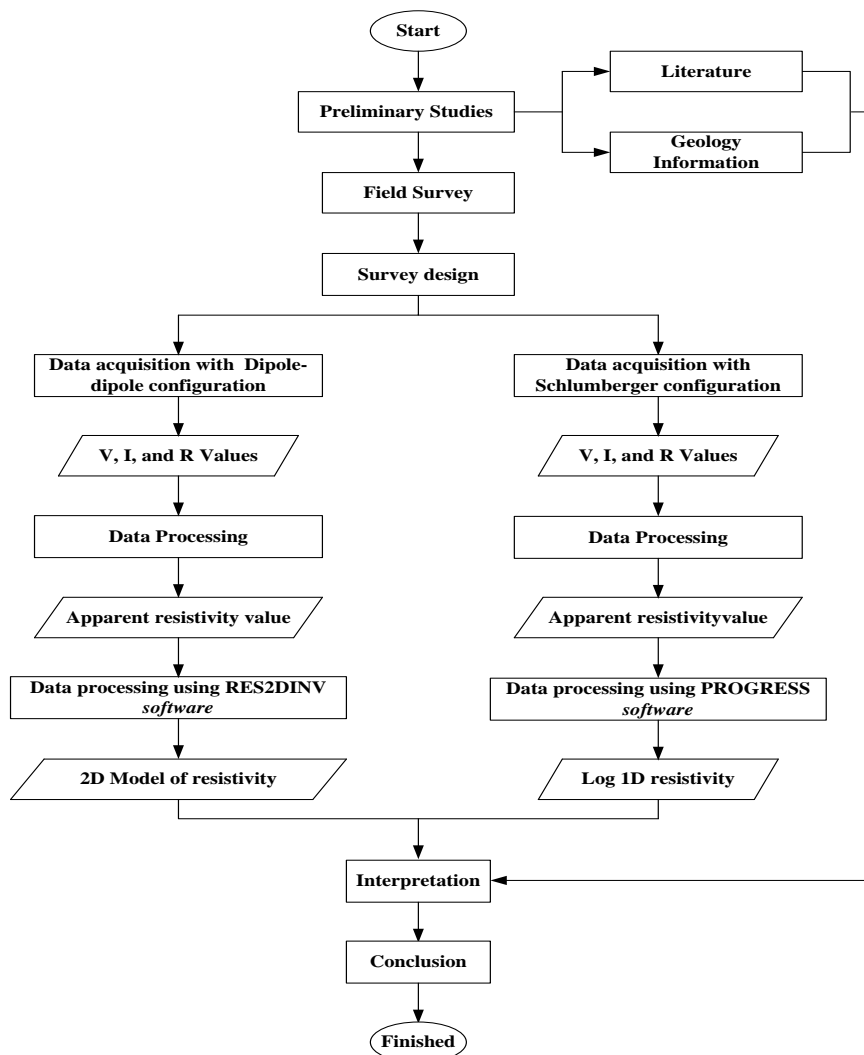 Start
Preliminary Studies
Literature
Geology
Information
Field Survey
Survey design
Data acquisition with Dipole-
dipole configuration
Data acquisition with
Schlumberger configuration
V, I, and R Values
V, I, and R Values
Data Processing
Data Processing
Apparent resistivity value
Apparent resistivityvalue
Data processing using RES2DINV
software
Data processing using PROGRESS
software
2D Model of resistivity
Log 1D resistivity
Interpretation
Conclusion
Finished